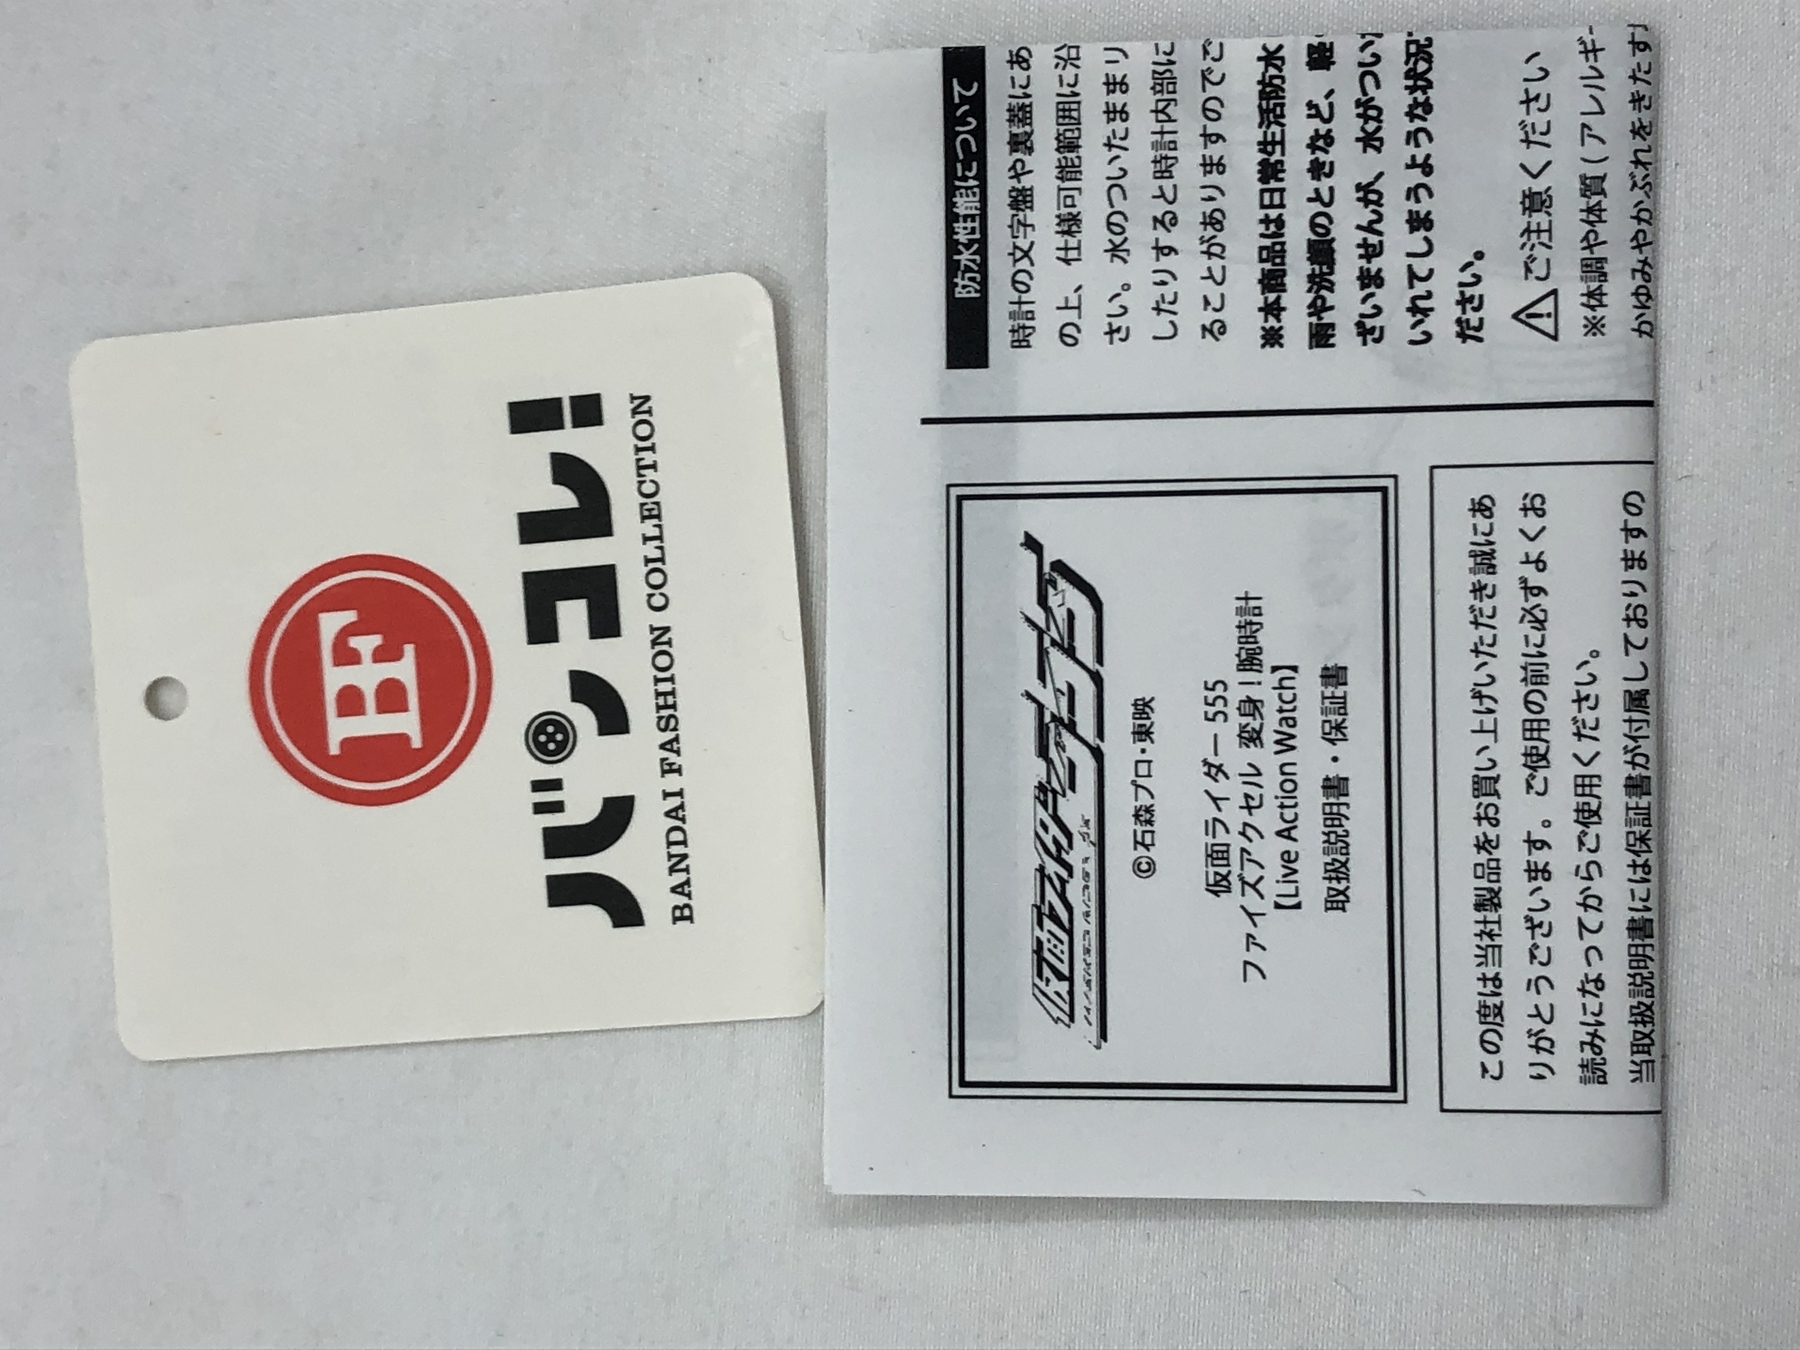 BF
バンコレ!
BANDAI FASHION COLLECTION
仮面ライダー
©石森プロ・東映
仮面ライダー 555
ファイズアクセル 変身！腕時計
【Live Action Watch】
取扱説明書・保証書
この度は当社製品をお買い上げいただき誠にあ
りがとうございます。ご使用の前に必ずよくお
読みになってからご使用ください。
当取扱説明書には保証書が付属しておりますの
防水性能について
時計の文字盤や裏蓋にあ
の上、仕様可能範囲に沿
さい。水のついたままリ
したりすると時計内部に
ることがありますのでご
※本商品は日常生活防水
雨や洗顔のときなど、軽
ざいませんが、水がつい
いれてしまうような状況
ださい。
⚠ご注意ください
※体調や体質 ( アレルギー
かゆみやかぶれをきたす